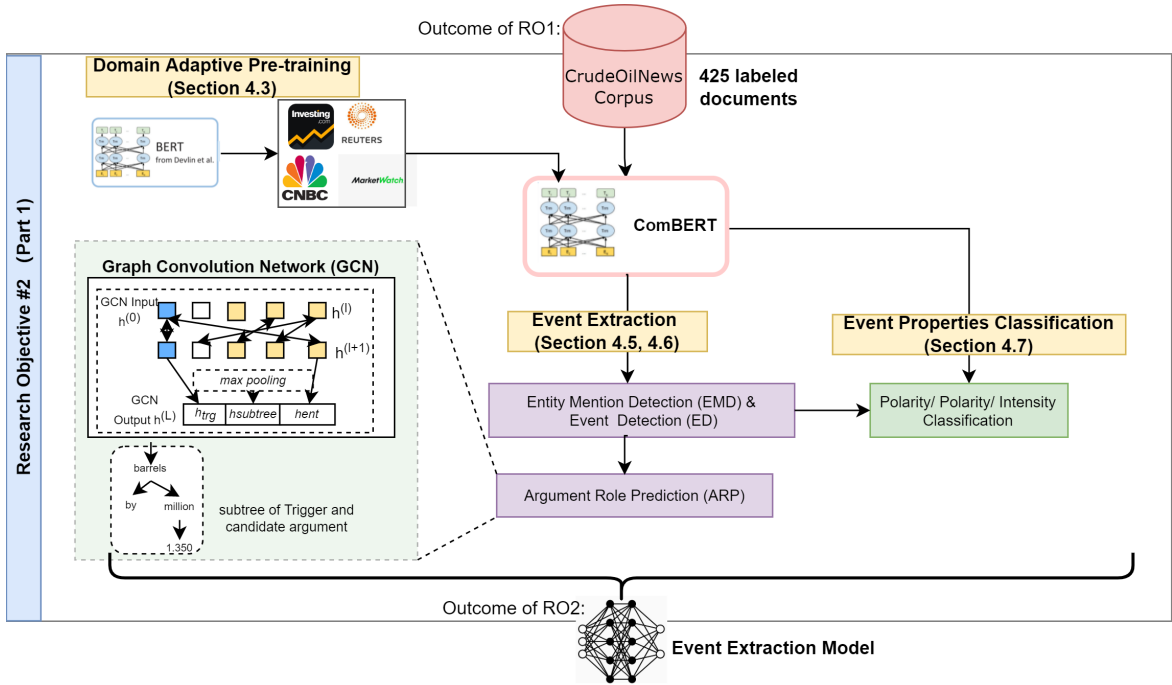 Outcome of RO1:
CrudeOilNews
Corpus
425 labeled
documents
Research Objective #2 (Part 1)
Domain Adaptive Pre-training
(Section 4.3)
BERT
from Devlin et al.
Investing
.com
REUTERS
CNBC
MarketWatch
ComBERT
Graph Convolution Network (GCN)
GCN Input
h(0)
h(l)
h(l+1)
max pooling
GCN
Output h(L)
htrg
hsubtree
hent
barrels
by
million
1.350
subtree of Trigger and
candidate argument
Event Extraction
(Section 4.5, 4.6)
Event Properties Classification
(Section 4.7)
Entity Mention Detection (EMD) &
Event Detection (ED)
Polarity/ Polarity/ Intensity
Classification
Argument Role Prediction (ARP)
Outcome of RO2:
Event Extraction Model